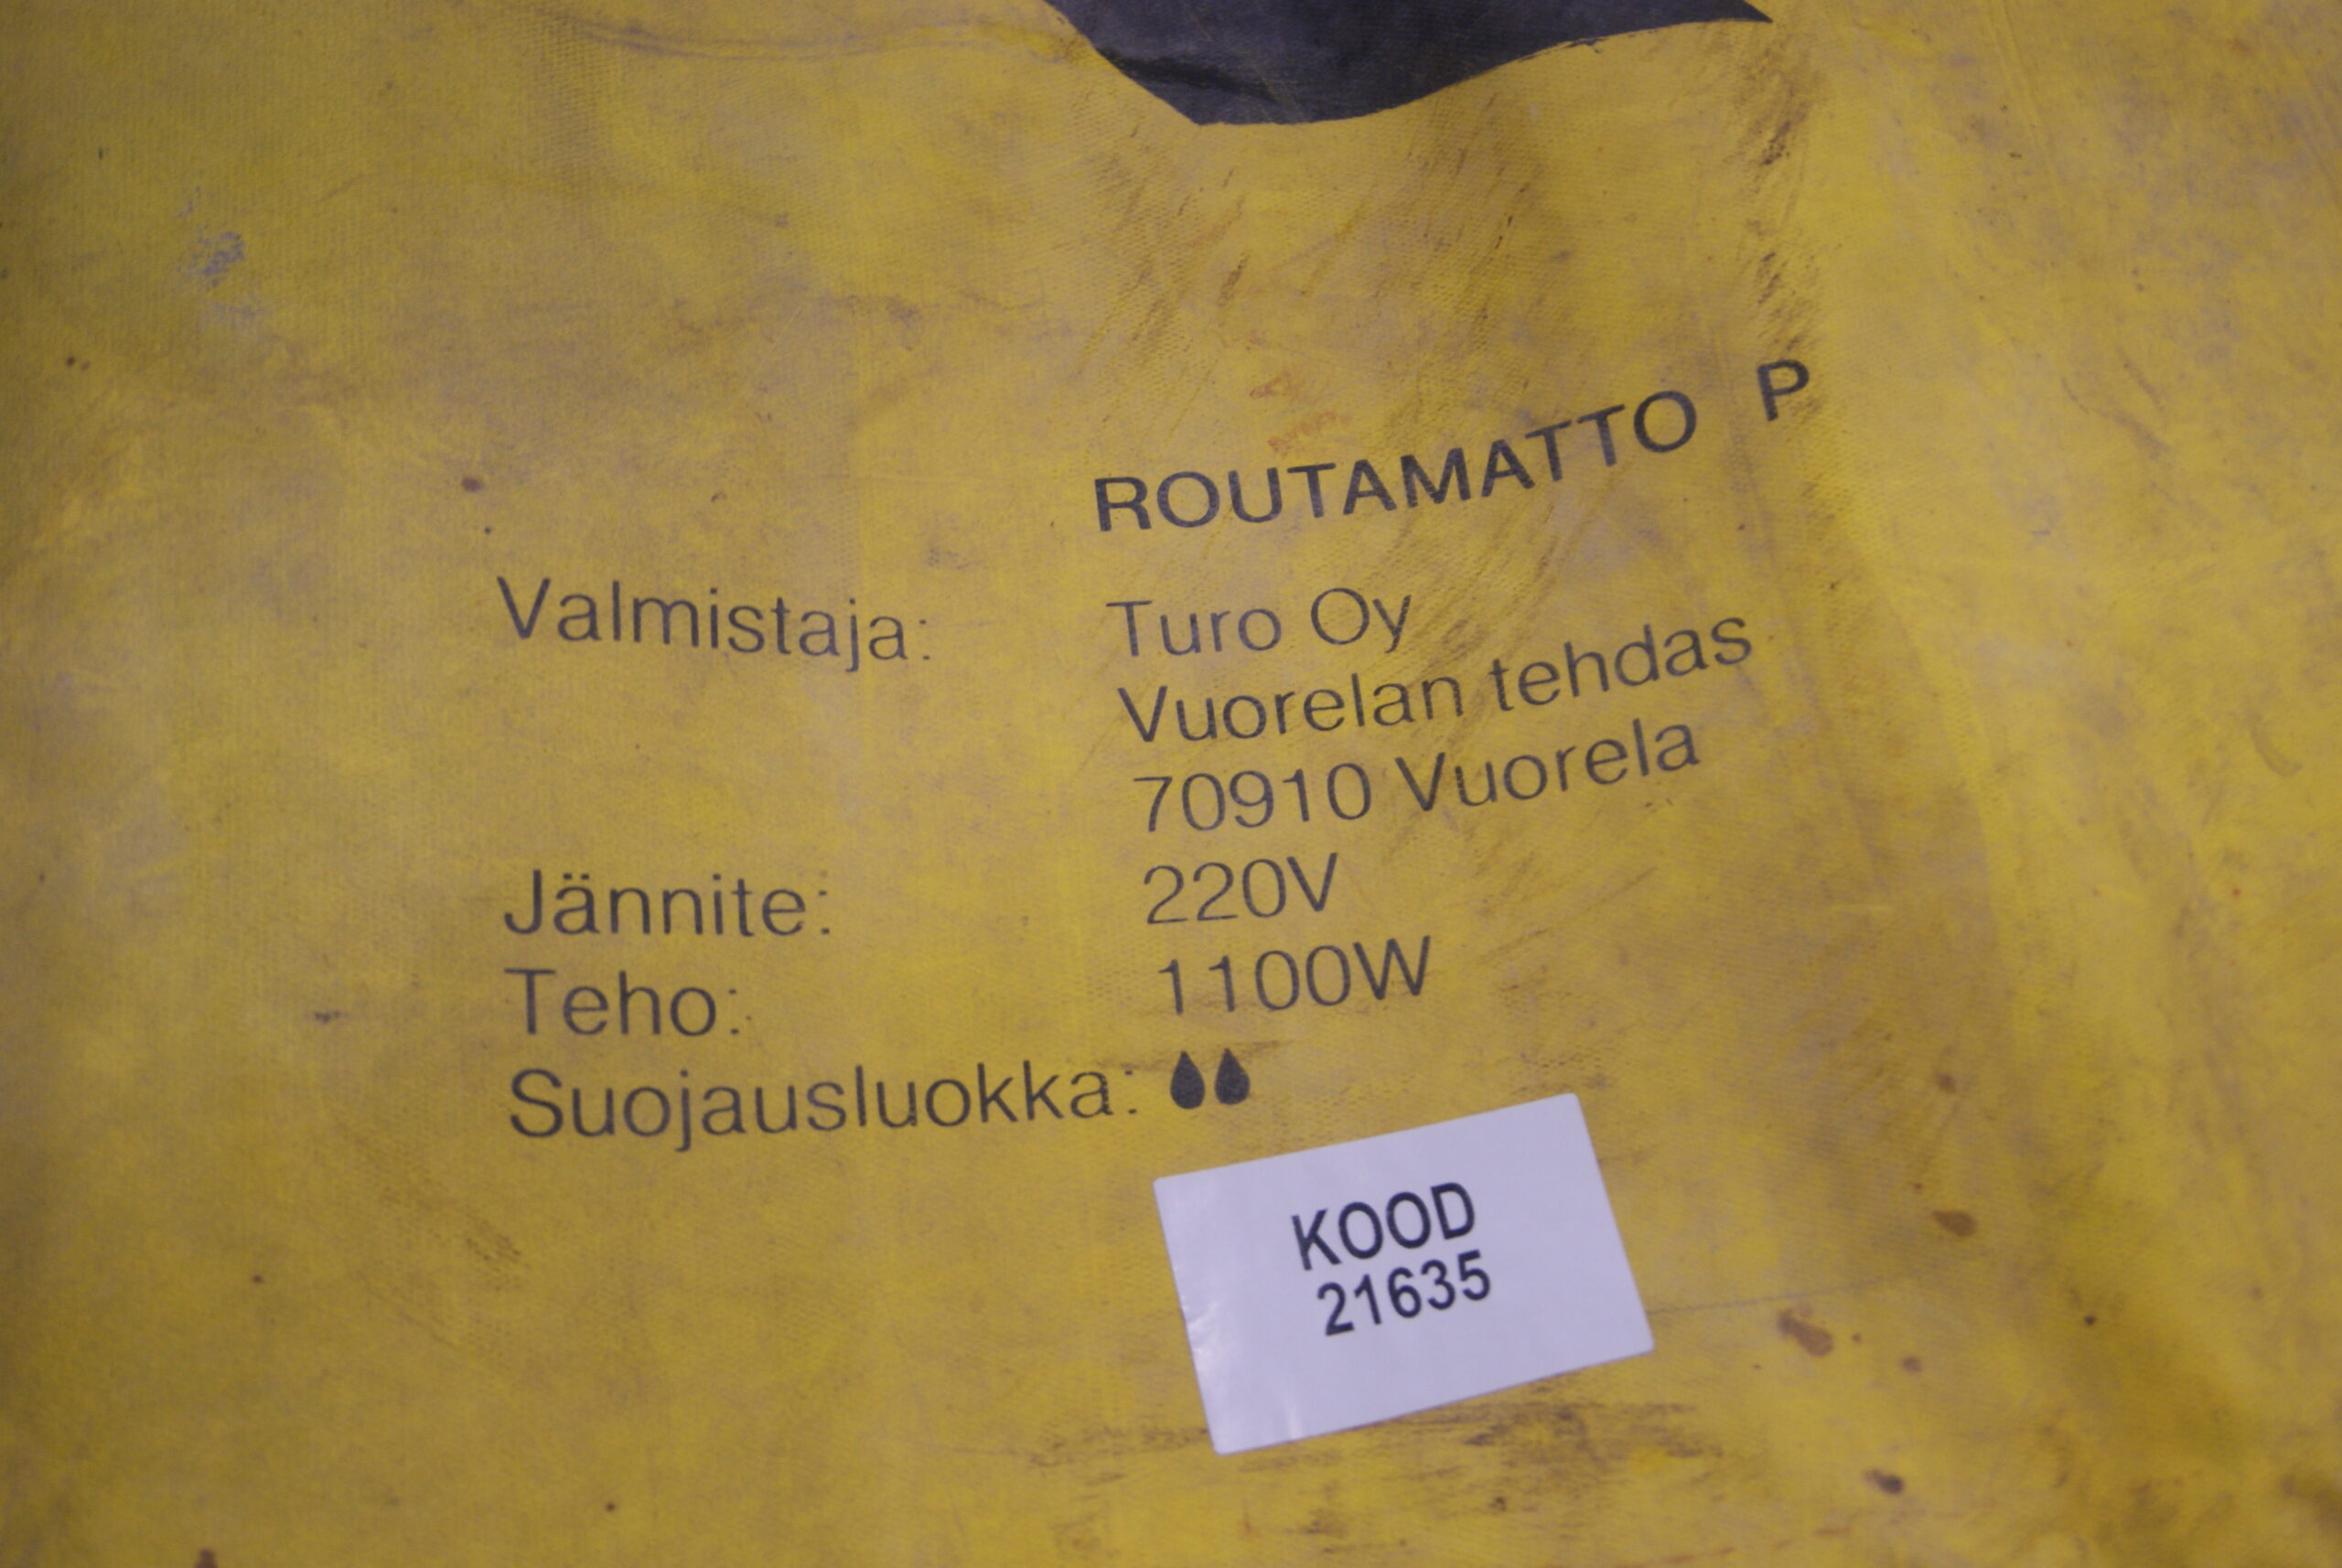 ROUTAMATTO P
Valmistaja: Turo Oy
Vuorelan tehdas
70910 Vuorela
Jännite: 220V
Teho: 1100W
Suojausluokka:
KOOD
21635